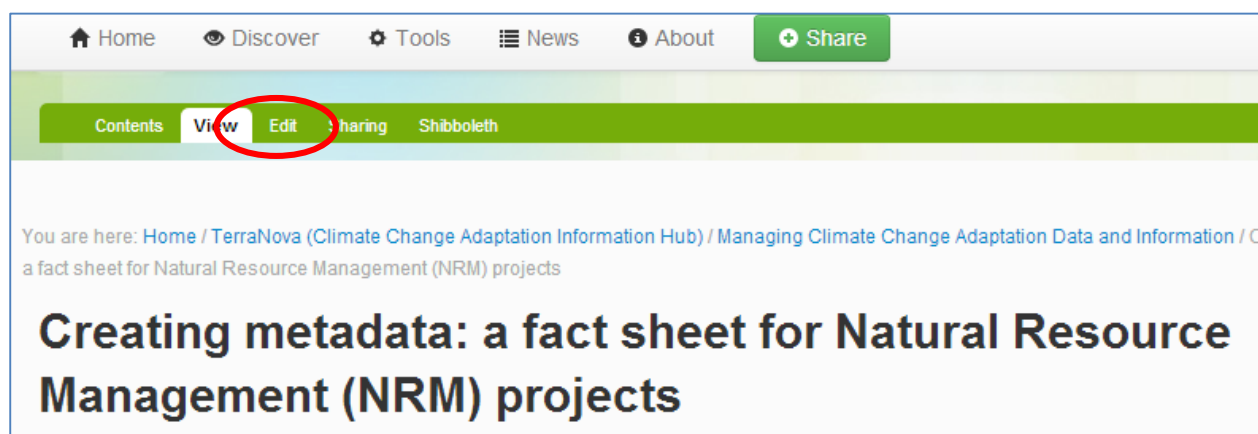 Home Discover Tools News About Share
Contents View Edit Sharing Shibboleth
You are here: Home / TerraNova (Climate Change Adaptation Information Hub) / Managing Climate Change Adaptation Data and Information /
a fact sheet for Natural Resource Management (NRM) projects
Creating metadata: a fact sheet for Natural Resource
Management (NRM) projects